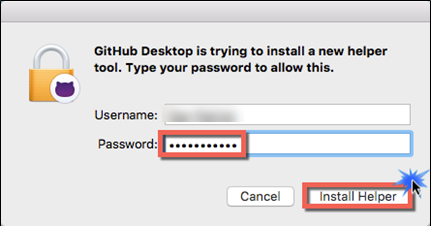 GitHub Desktop is trying to install a new helper
tool. Type your password to allow this.
Username:
Password: •••••••••••
Cancel Install Helper